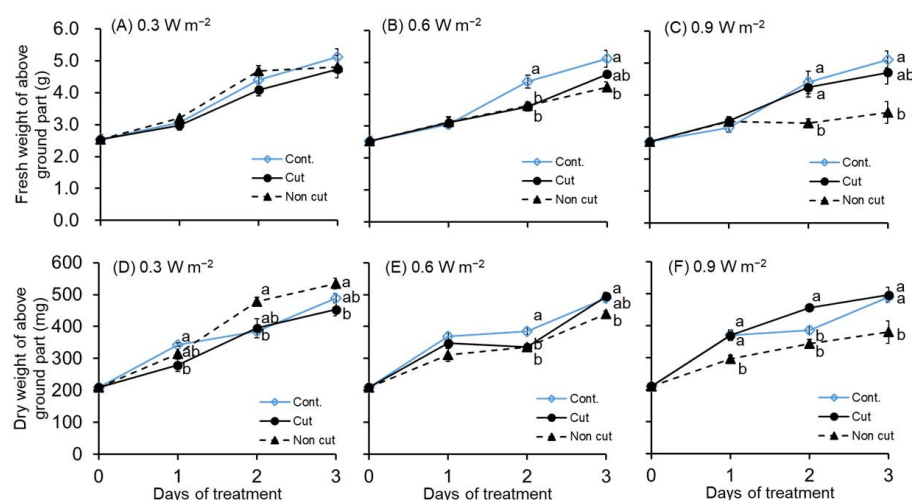 (A) 0.3 W m−2
(B) 0.6 W m−2
(C) 0.9 W m−2
Fresh weight of above
ground part (g)
6.0
5.0
4.0
3.0
2.0
1.0
0.0
Cont.
Cut
Non cut
a
b
b
a
ab
b
Cont.
Cut
Non cut
a
a
b
a
ab
b
Cont.
Cut
Non cut
(D) 0.3 W m−2
(E) 0.6 W m−2
(F) 0.9 W m−2
Dry weight of above
ground part (mg)
600
500
400
300
200
100
0
a
ab
b
a
ab
b
a
ab
b
Cont.
Cut
Non cut
a
b
b
a
ab
b
Cont.
Cut
Non cut
a
a
b
a
b
b
a
a
b
Cont.
Cut
Non cut
0 1 2 3
0 1 2 3
0 1 2 3
Days of treatment
Days of treatment
Days of treatment